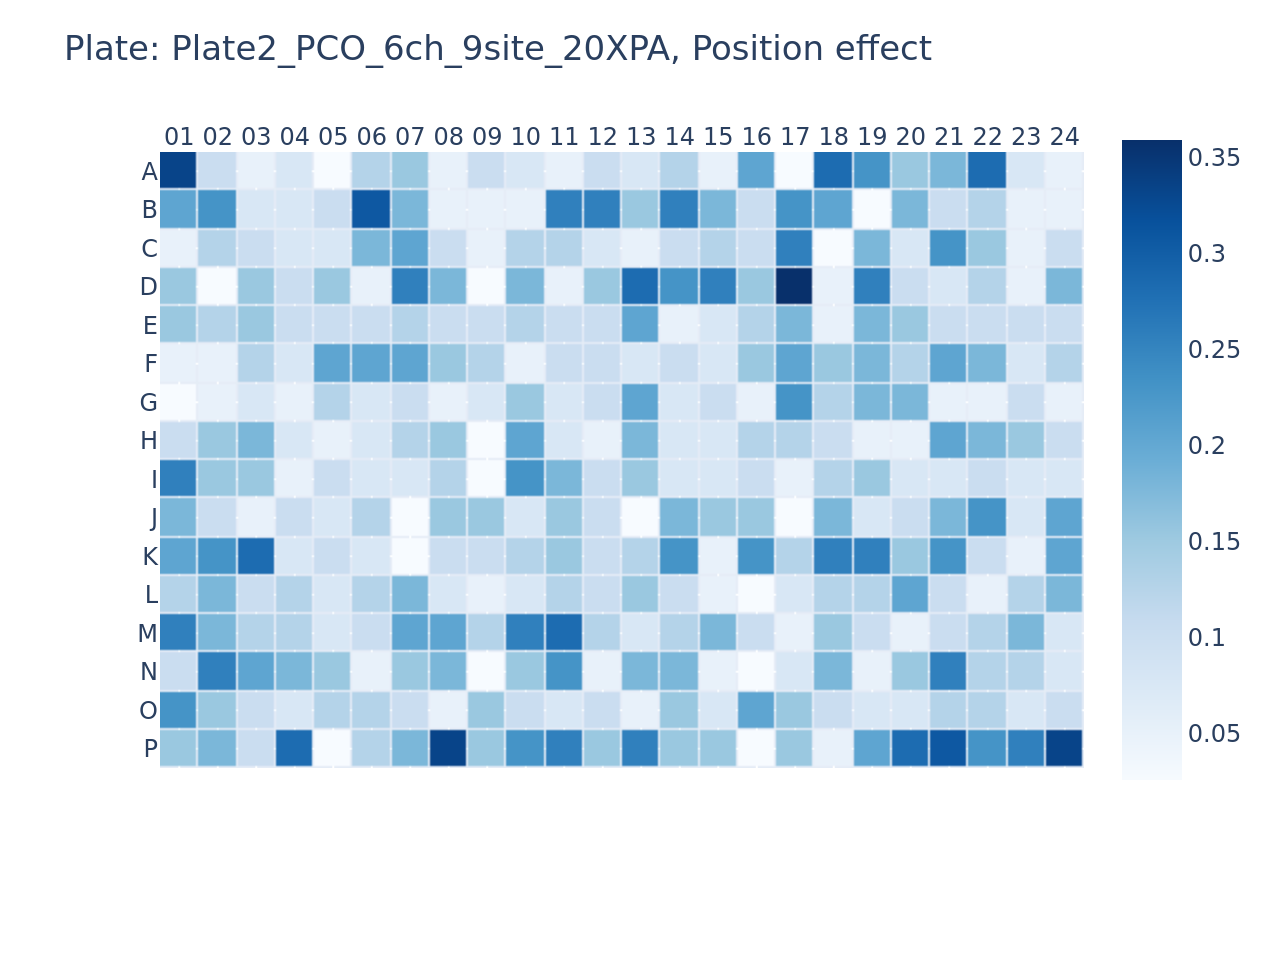 Plate: Plate2_PCO_6ch_9site_20XPA, Position effect
01 02 03 04 05 06 07 08 09 10 11 12 13 14 15 16 17 18 19 20 21 22 23 24
A
B
C
D
E
F
G
H
I
J
K
L
M
N
O
P
0.35
0.3
0.25
0.2
0.15
0.1
0.05